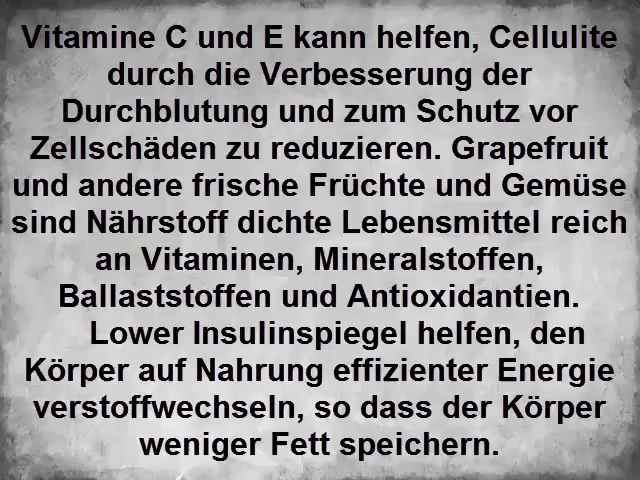 Vitamine C und E kann helfen, Cellulite
durch die Verbesserung der
Durchblutung und zum Schutz vor
Zellschäden zu reduzieren. Grapefruit
und andere frische Früchte und Gemüse
sind Nährstoff dichte Lebensmittel reich
an Vitaminen, Mineralstoffen,
Ballaststoffen und Antioxidantien.
Lower Insulinspiegel helfen, den
Körper auf Nahrung effizienter Energie
verstoffwechseln, so dass der Körper
weniger Fett speichern.